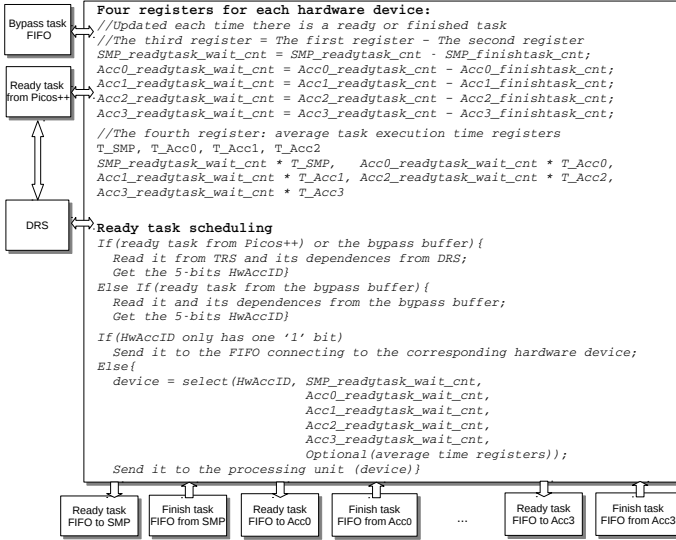 Bypass task
FIFO
Ready task
from Picos++
DRS
Four registers for each hardware device:
//Updated each time there is a ready or finished task
//The third register = The first register - The second register
SMP_readytask_wait_cnt = SMP_readytask_cnt - SMP_finishtask_cnt;
Acc0_readytask_wait_cnt = Acc0_readytask_cnt - Acc0_finishtask_cnt;
Acc1_readytask_wait_cnt = Acc1_readytask_cnt - Acc1_finishtask_cnt;
Acc2_readytask_wait_cnt = Acc2_readytask_cnt - Acc2_finishtask_cnt;
Acc3_readytask_wait_cnt = Acc3_readytask_cnt - Acc3_finishtask_cnt;
//The fourth register: average task execution time registers
T_SMP, T_Acc0, T_Acc1, T_Acc2
SMP_readytask_wait_cnt * T_SMP, Acc0_readytask_wait_cnt * T_Acc0,
Acc1_readytask_wait_cnt * T_Acc1, Acc2_readytask_wait_cnt * T_Acc2,
Acc3_readytask_wait_cnt * T_Acc3
Ready task scheduling
If(ready task from Picos++) or the bypass buffer){
Read it from TRS and its dependences from DRS;
Get the 5-bits HwAccID}
Else If(ready task from the bypass buffer){
Read it and its dependences from the bypass buffer;
Get the 5-bits HwAccID}
If(HwAccID only has one '1' bit)
Send it to the FIFO connecting to the corresponding hardware device;
Else{
device = select(HwAccID, SMP_readytask_wait_cnt,
Acc0_readytask_wait_cnt,
Acc1_readytask_wait_cnt,
Acc2_readytask_wait_cnt,
Acc3_readytask_wait_cnt,
Optional(average time registers));
Send it to the processing unit (device)}
Ready task
FIFO to SMP
Finish task
FIFO from SMP
Ready task
FIFO to Acc0
Finish task
FIFO from Acc0
...
Ready task
FIFO to Acc3
Finish task
FIFO from Acc3